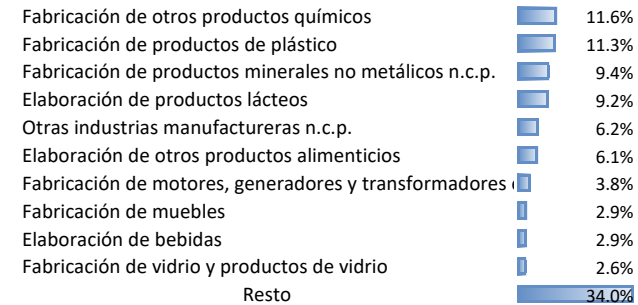 Fabricación de otros productos químicos 11.6%
Fabricación de productos de plástico 11.3%
Fabricación de productos minerales no metálicos n.c.p. 9.4%
Elaboración de productos lácteos 9.2%
Otras industrias manufactureras n.c.p. 6.2%
Elaboración de otros productos alimenticios 6.1%
Fabricación de motores, generadores y transformadores 3.8%
Fabricación de muebles 2.9%
Elaboración de bebidas 2.9%
Fabricación de vidrio y productos de vidrio 2.6%
Resto 34.0%